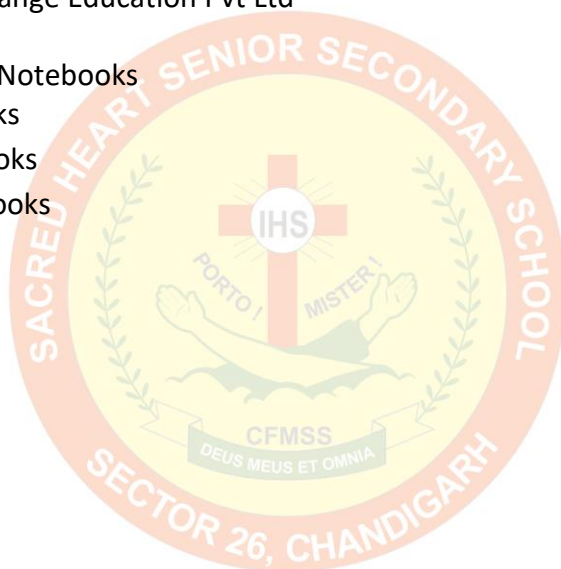 ange Education Pvt Ltd
Notebooks
ks
oks
ooks
SACRED HEART SENIOR SECONDARY SCHOOL
IHS
PORTO !
MISTER !
CFMSS
DEUS MEUS ET OMNIA
SECTOR 26, CHANDIGARH